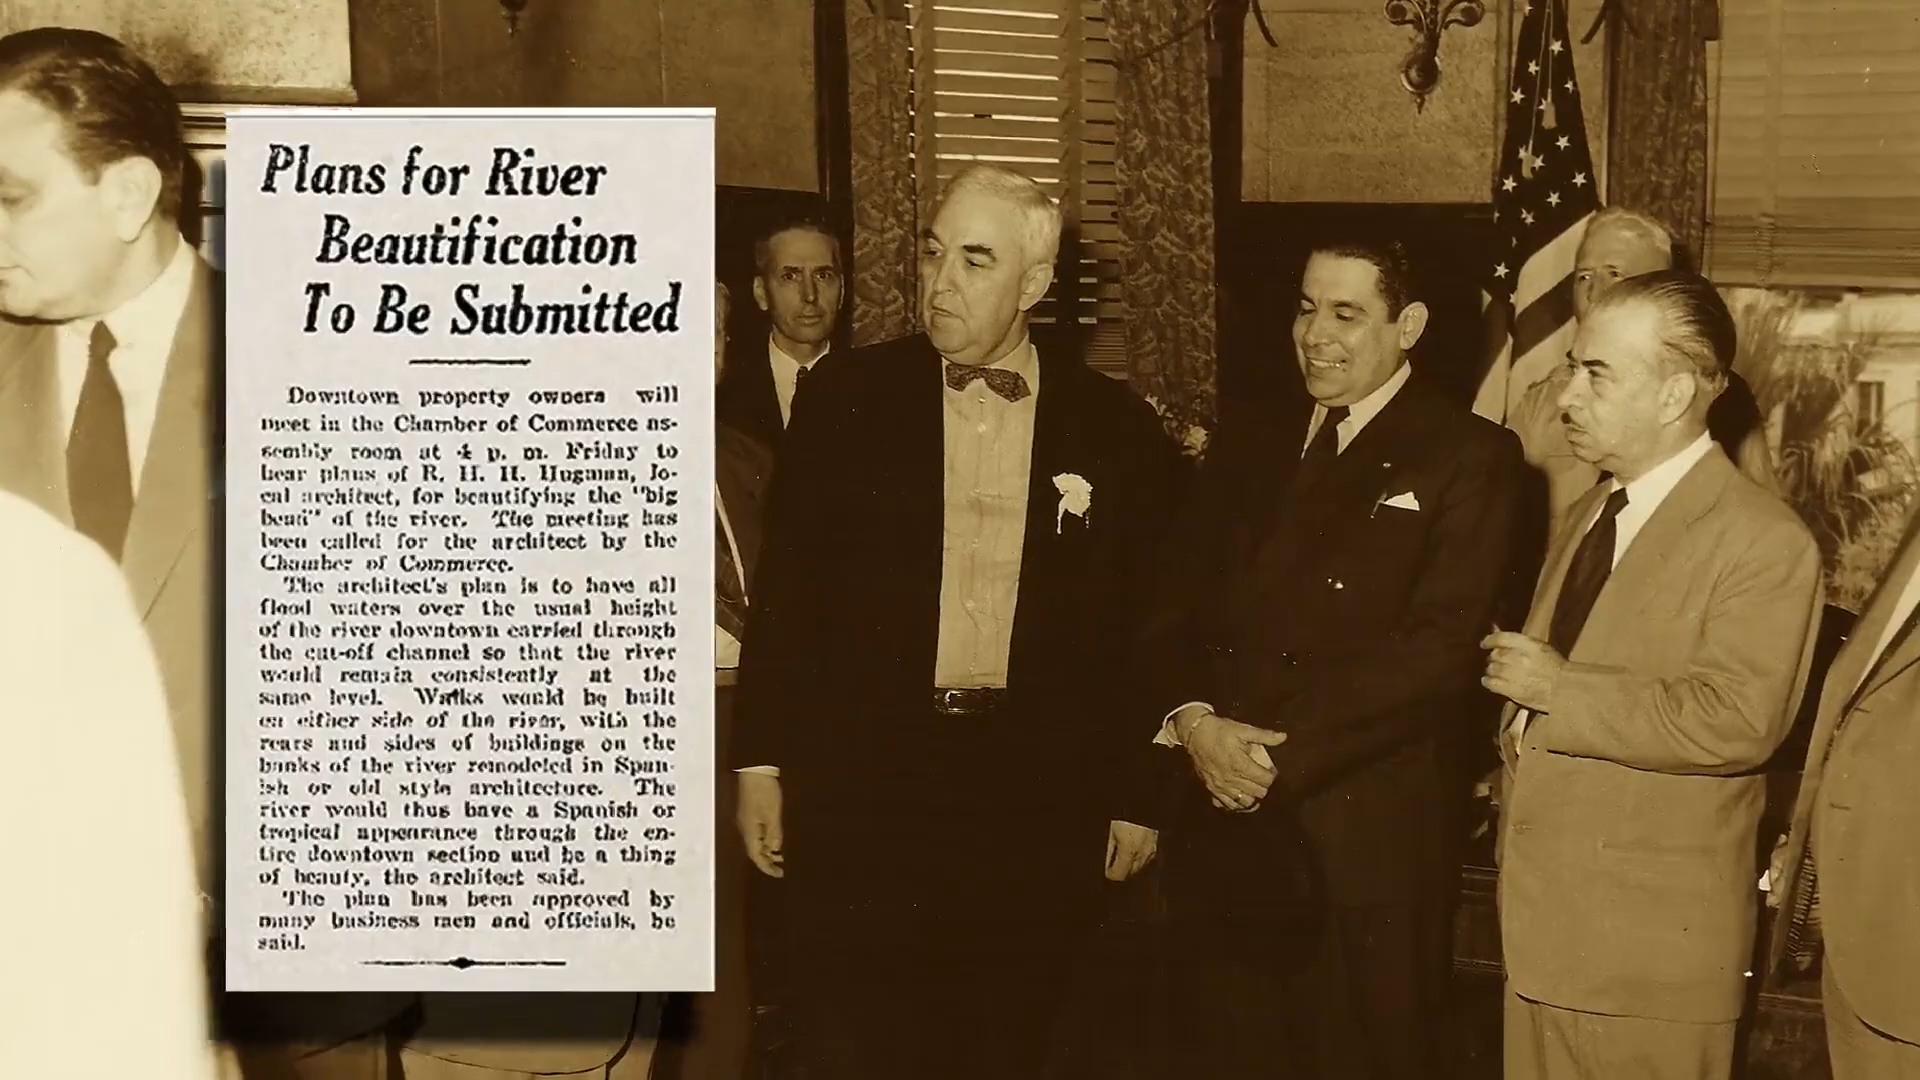 Plans for River
Beautification
To Be Submitted
Downtown property owners will
meet in the Chamber of Commerce as-
sembly room at 4 p. m. Friday to
hear plans of R. H. H. Hugman, lo-
cal architect, for beautifying the "big
bend" of the river. The meeting has
been called for the architect by the
Chamber of Commerce.
The architect's plan is to have all
flood waters over the usual height
of the river downtown carried through
the cut-off channel so that the river
would remain consistently at the
same level. Walks would be built
on either side of the river, with the
rears and sides of buildings on the
banks of the river remodeled in Span-
ish or old style architecture. The
river would thus have a Spanish or
tropical appearance through the en-
tire downtown section and be a thing
of beauty, the architect said.
The plan has been approved by
many business men and officials, he
said.